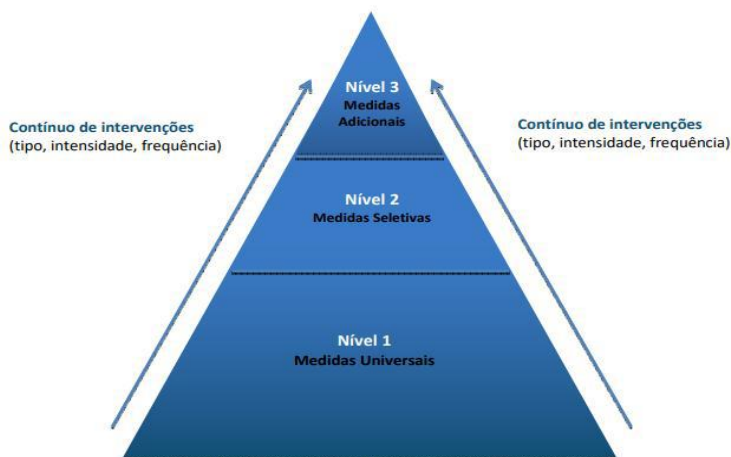 Nível 3
Medidas
Adicionais
Contínuo de intervenções
(tipo, intensidade, frequência)
Contínuo de intervenções
(tipo, intensidade, frequência)
Nível 2
Medidas Seletivas
Nível 1
Medidas Universais